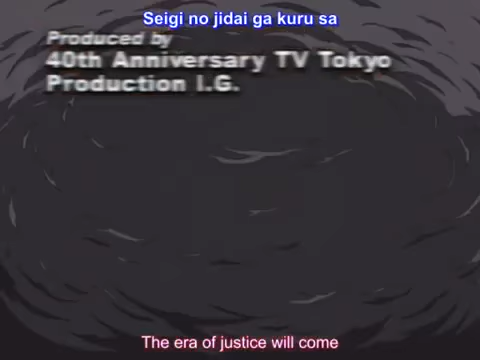 Seigi no jidai ga kuru sa
Produced by
40th Anniversary TV Tokyo
Production I.G.
The era of justice will come